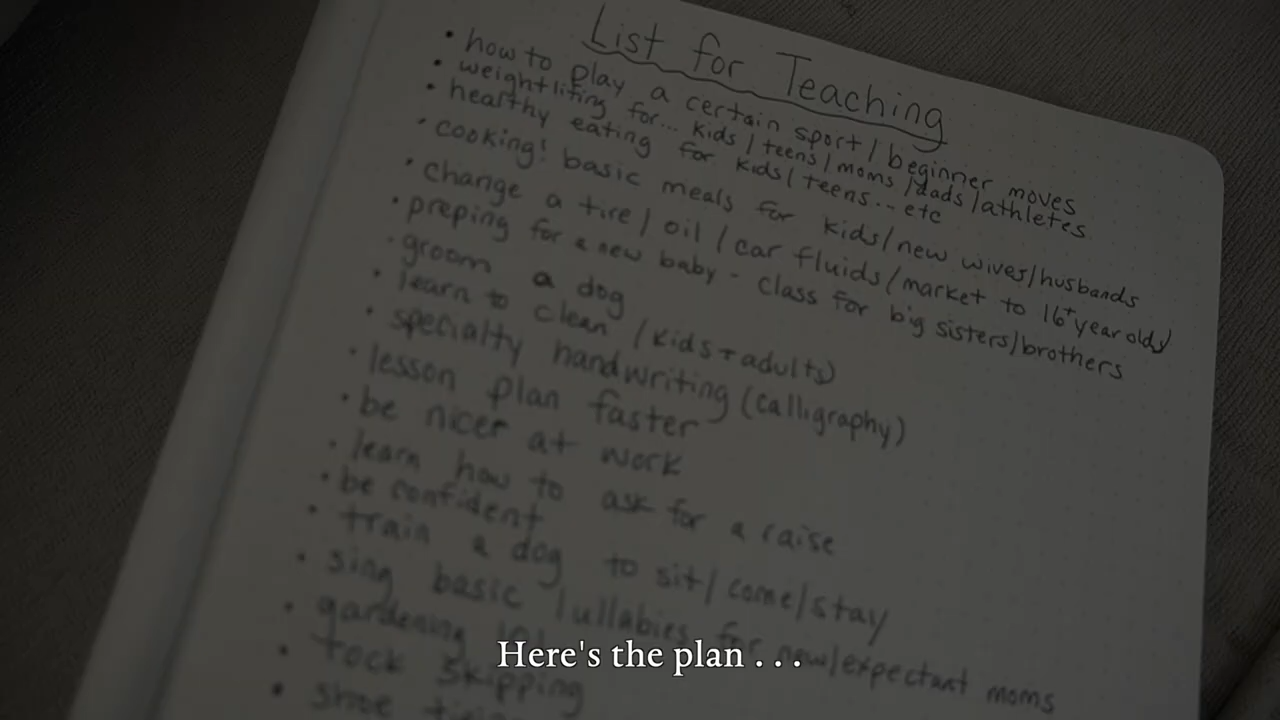 List for Teaching
• how to play a certain sport/beginner moves
• weightlifting for... kids/teens/moms/dads/athletes
• healthy eating for kids/teens... etc
• cooking! basic meals for kids/new wives/husbands
• change a tire/oil/car fluids/market to 16+ year olds/
• preping for a new baby - class for big sisters/brothers
• groom a dog
• learn to clean (kids + adults)
• specialty handwriting (calligraphy)
• lesson plan faster
• be nicer at work
• learn how to ask for a raise
• be confident
• train a dog to sit/come/stay
• sing basic lullabies for new/expectant moms
• gardening
• rock skipping
• shoe
Here's the plan . . .